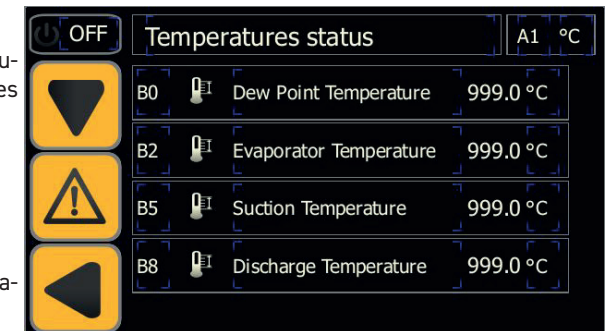 OFF Temperatures status A1 °C
u-
es
B0 Dew Point Temperature 999.0 °C
B2 Evaporator Temperature 999.0 °C
B5 Suction Temperature 999.0 °C
B8 Discharge Temperature 999.0 °C
a-